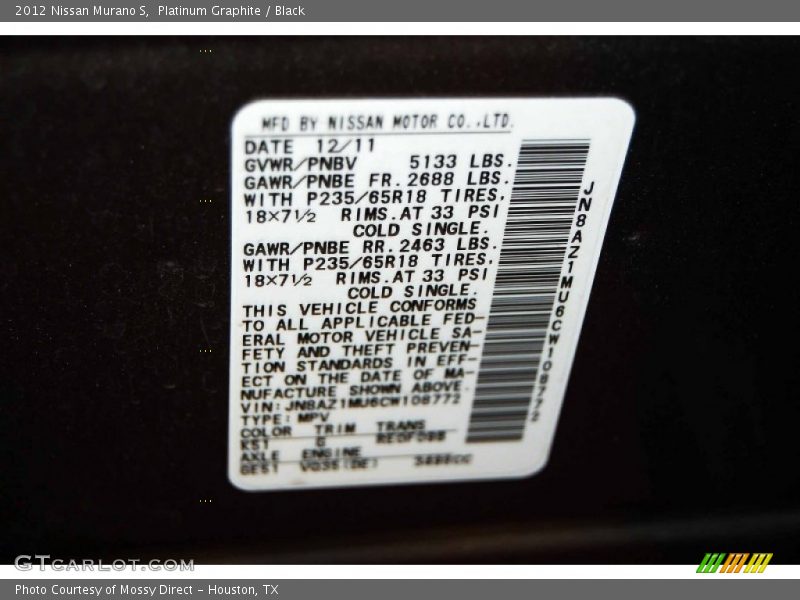 2012 Nissan Murano S,  Platinum Graphite / Black
MFD BY NISSAN MOTOR CO.,LTD.
DATE 12/11
GVWR/PNBV 5133 LBS.
GAWR/PNBE FR. 2688 LBS.
WITH P235/65R18 TIRES,
18×7½ RIMS. AT 33 PSI
COLD SINGLE.
GAWR/PNBE RR. 2463 LBS.
WITH P235/65R18 TIRES,
18×7½ RIMS. AT 33 PSI
COLD SINGLE.
THIS VEHICLE CONFORMS
TO ALL APPLICABLE FED-
ERAL MOTOR VEHICLE SA-
FETY AND THEFT PREVEN-
TION STANDARDS IN EFF-
ECT ON THE DATE OF MA-
NUFACTURE SHOWN ABOVE.
VIN: JN8AZ1MU6CW108772
TYPE: MPV
COLOR TRIM TRANS
KS1 G RE0F09B
AXLE ENGINE
GES1 VQ35(DE)
JN8AZ1MU6CW108772
GTcarlot.com
Photo Courtesy of Mossy Direct – Houston, TX